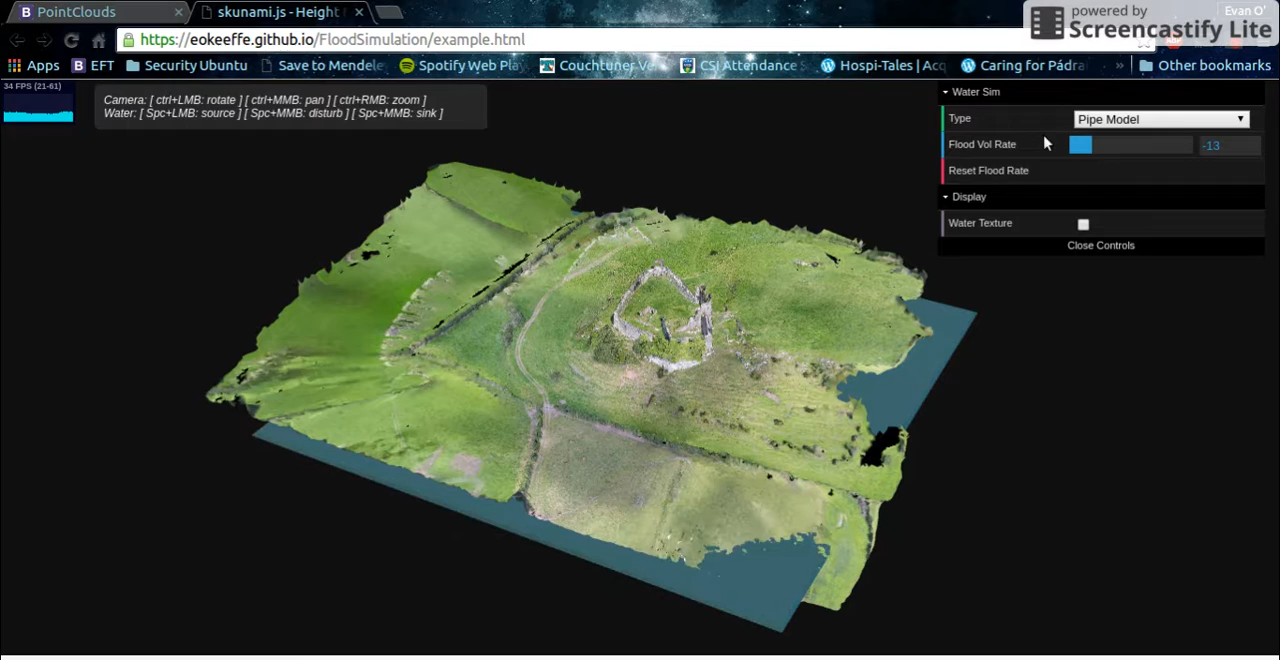 PointClouds
skunami.js - Height
Evan O'
powered by
Screencastify Lite
https://eokeeffe.github.io/FloodSimulation/example.html
Apps
EFT
Security Ubuntu
Save to Mendele
Spotify Web Pla
Couchtuner Ve
CSI Attendance S
Hospi-Tales | Acq
Caring for Pádra
»
Other bookmarks
34 FPS (21-61)
Camera: [ ctrl+LMB: rotate ] [ ctrl+MMB: pan ] [ ctrl+RMB: zoom ]
Water: [ Spc+LMB: source ] [ Spc+MMB: disturb ] [ Spc+MMB: sink ]
Water Sim
Type
Pipe Model
Flood Vol Rate
-13
Reset Flood Rate
Display
Water Texture
Close Controls